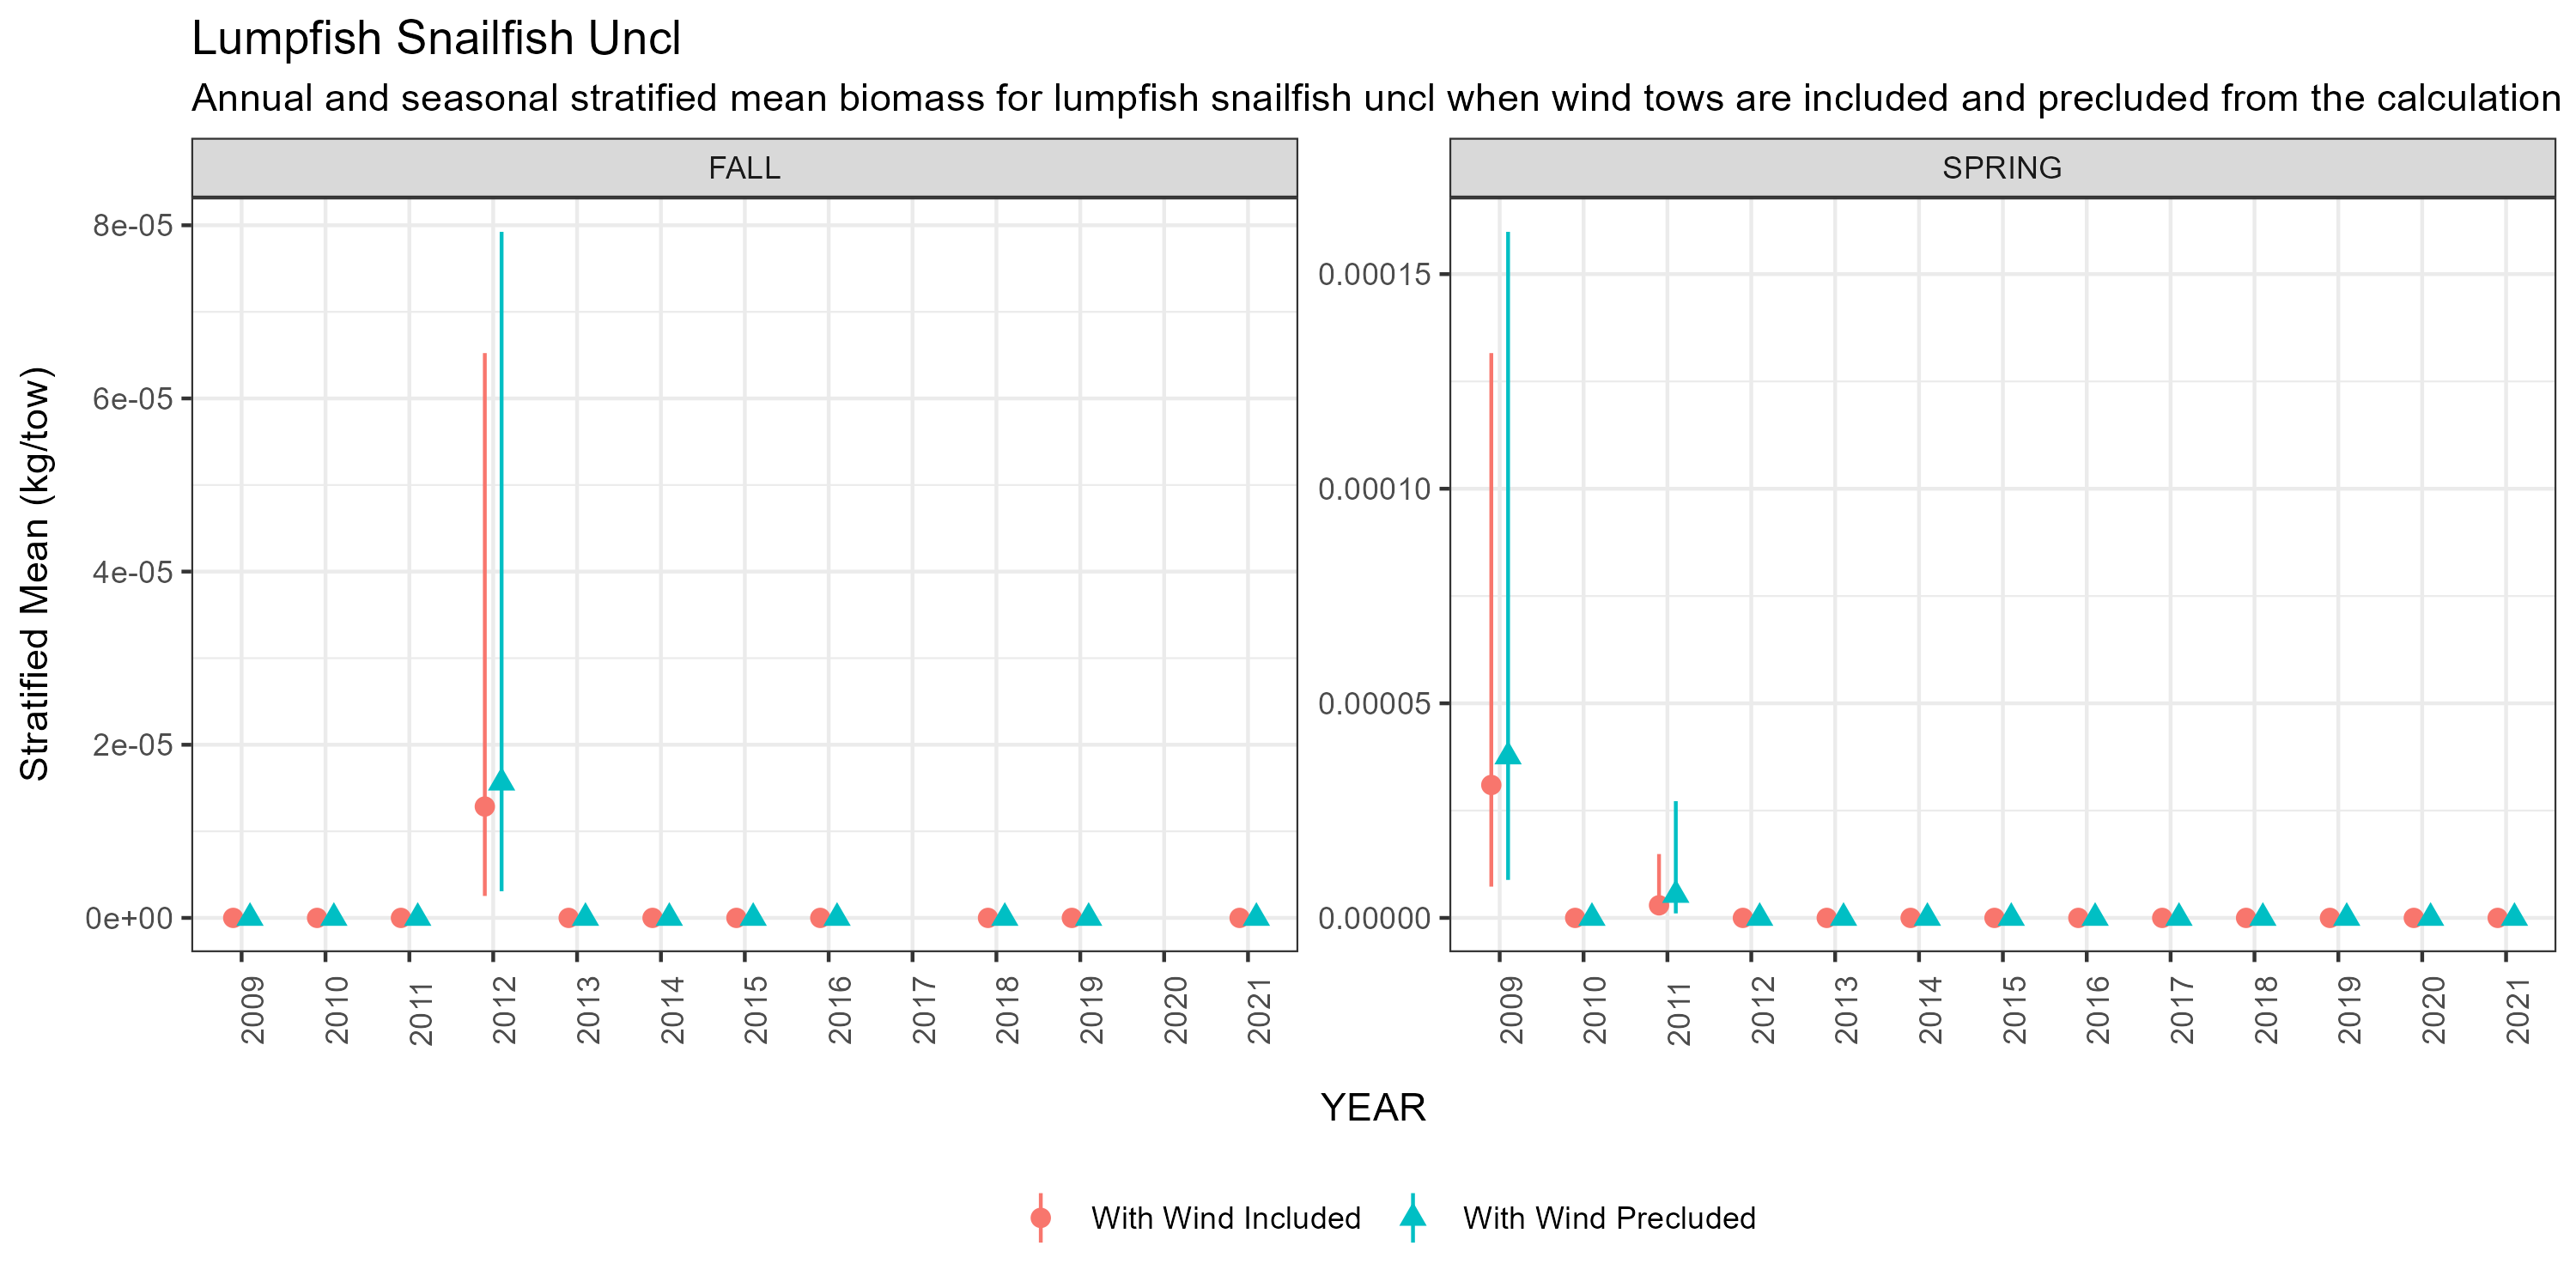 Lumpfish Snailfish Uncl
Annual and seasonal stratified mean biomass for lumpfish snailfish uncl when wind tows are included and precluded from the calculation
FALL
SPRING
Stratified Mean (kg/tow)
8e-05
6e-05
4e-05
2e-05
0e+00
0.00015
0.00010
0.00005
0.00000
2009 2010 2011 2012 2013 2014 2015 2016 2017 2018 2019 2020 2021
2009 2010 2011 2012 2013 2014 2015 2016 2017 2018 2019 2020 2021
YEAR
With Wind Included
With Wind Precluded